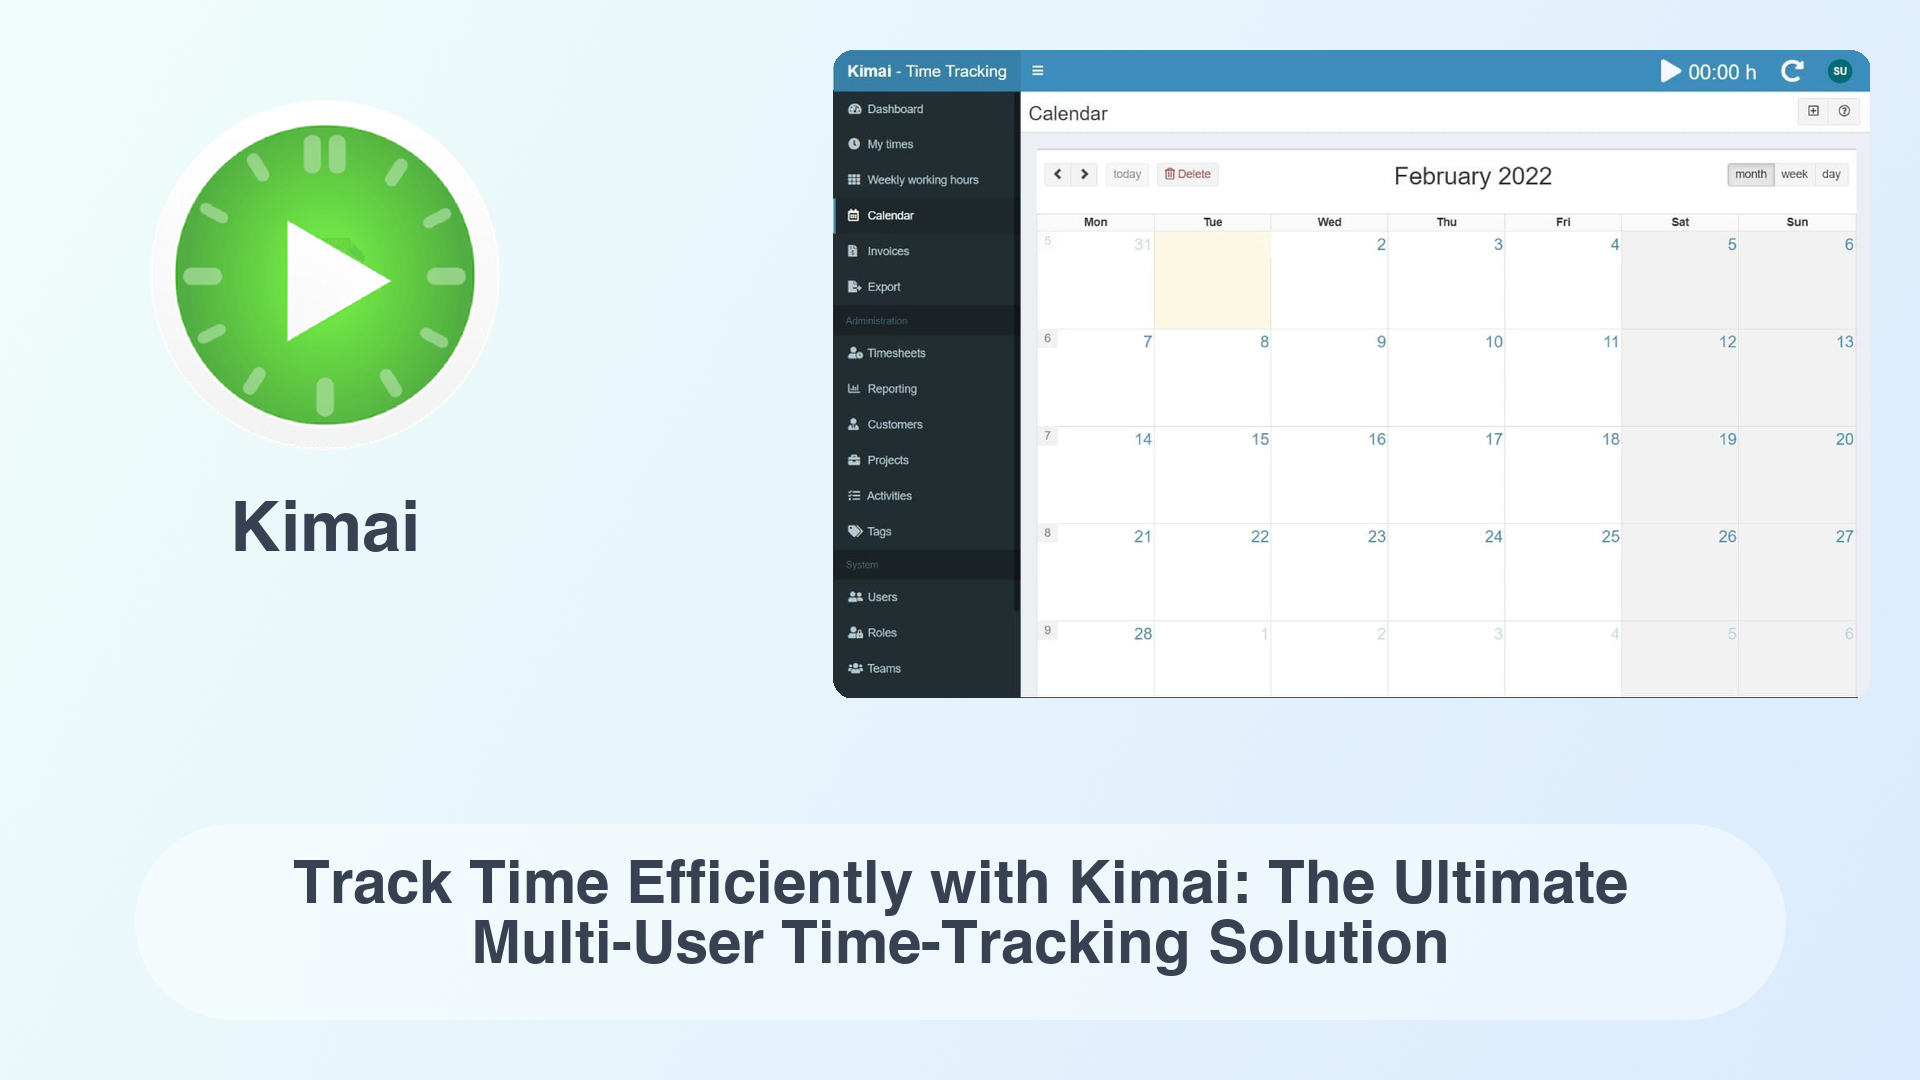 Kimai - Time Tracking
00:00 h
SU
Dashboard
My times
Weekly working hours
Calendar
Invoices
Export
Administration
Timesheets
Reporting
Customers
Projects
Activities
Tags
System
Users
Roles
Teams
Calendar
today
Delete
February 2022
month week day
Mon Tue Wed Thu Fri Sat Sun
5 31 2 3 4 5 6
6 7 8 9 10 11 12 13
7 14 15 16 17 18 19 20
8 21 22 23 24 25 26 27
9 28 1 2 3 4 5 6
Kimai
Track Time Efficiently with Kimai: The Ultimate
Multi-User Time-Tracking Solution